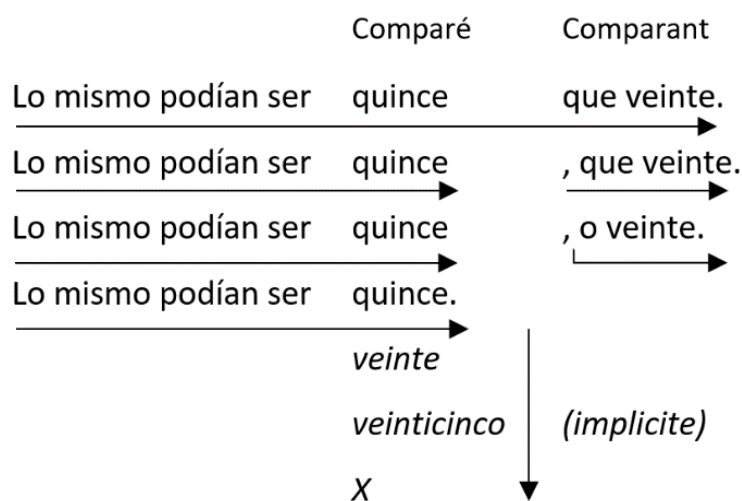 Comparé Comparant
Lo mismo podían ser quince que veinte.
Lo mismo podían ser quince , que veinte.
Lo mismo podían ser quince , o veinte.
Lo mismo podían ser quince.
veinte
veinticinco (implicite)
X